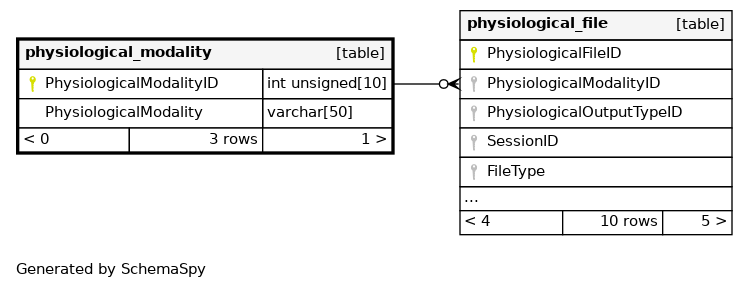 physiological_modality [table]
PhysiologicalModalityID int unsigned[10]
PhysiologicalModality varchar[50]
< 0 3 rows 1 >
physiological_file [table]
PhysiologicalFileID
PhysiologicalModalityID
PhysiologicalOutputTypeID
SessionID
FileType
...
< 4 10 rows 5 >
Generated by SchemaSpy